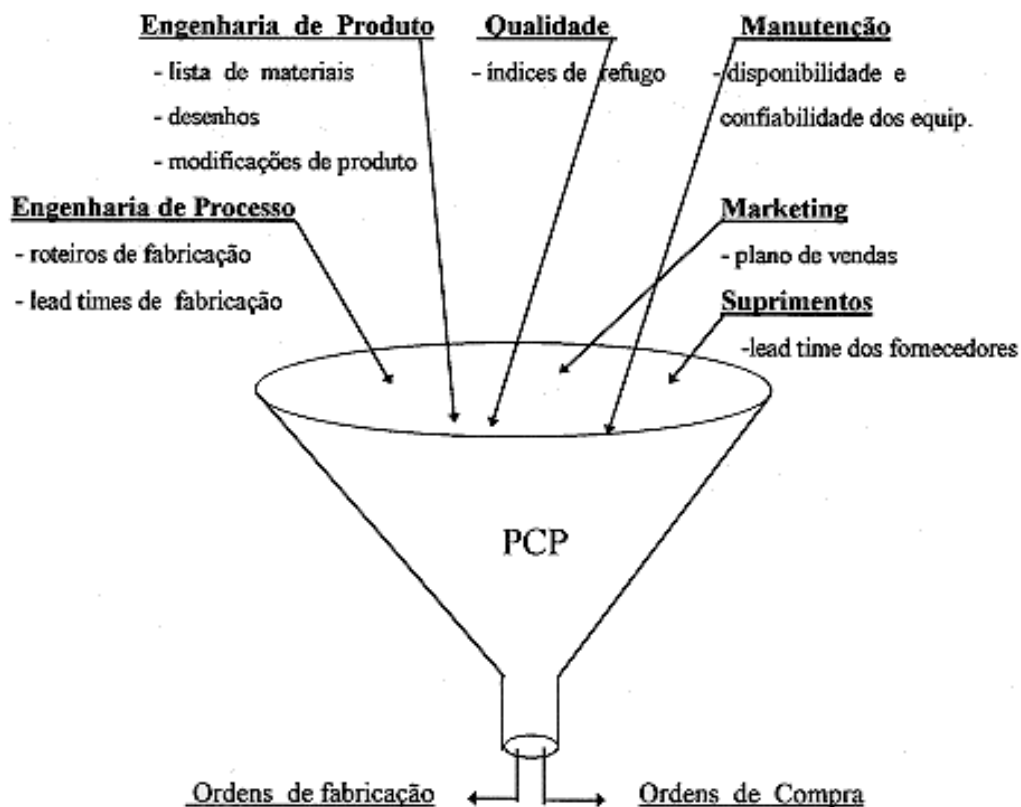 Engenharia de Produto
- lista de materiais
- desenhos
- modificações de produto
Qualidade
- índices de refugo
Manutenção
- disponibilidade e
confiabilidade dos equip.
Engenharia de Processo
- roteiros de fabricação
- lead times de fabricação
Marketing
- plano de vendas
Suprimentos
-lead time dos fornecedores
PCP
Ordens de fabricação
Ordens de Compra